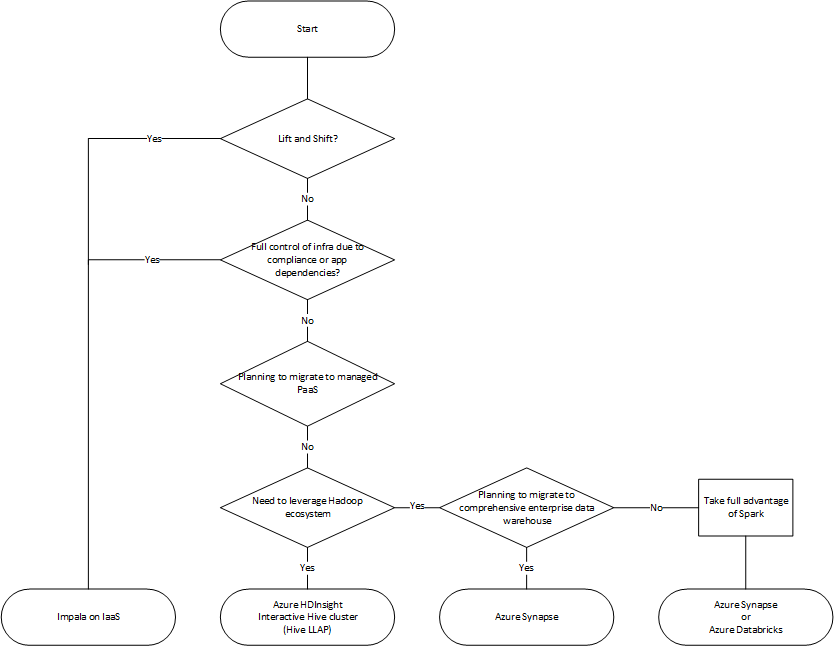 Start
Lift and Shift?
Yes
No
Full control of infra due to
compliance or app
dependencies?
Yes
No
Planning to migrate to managed
PaaS
No
Need to leverage Hadoop
ecosystem
Yes
Planning to migrate to
comprehensive enterprise data
warehouse
No
Take full advantage
of Spark
Yes
Yes
Impala on IaaS
Azure HDInsight
Interactive Hive cluster
(Hive LLAP)
Azure Synapse
Azure Synapse
or
Azure Databricks